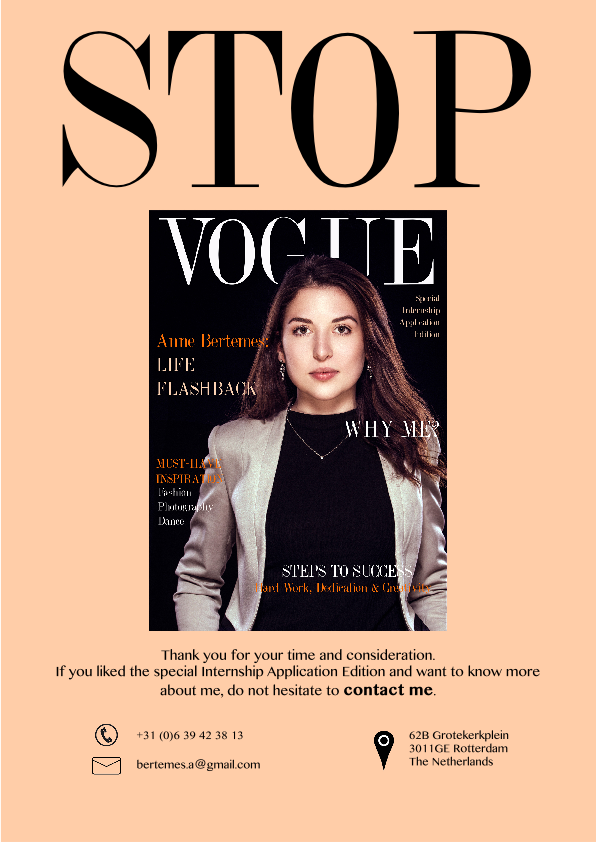 STOP
VOGUE
Special
Internship
Application
Edition
Anne Bertemes:
LIFE
FLASHBACK
WHY ME?
MUST-HAVE
INSPIRATION
Fashion
Photography
Dance
STEPS TO SUCCESS
Hard Work, Dedication & Creativity
Thank you for your time and consideration.
If you liked the special Internship Application Edition and want to know more
about me, do not hesitate to contact me.
+31 (0)6 39 42 38 13
bertemes.a@gmail.com
62B Grotekerkplein
3011GE Rotterdam
The Netherlands